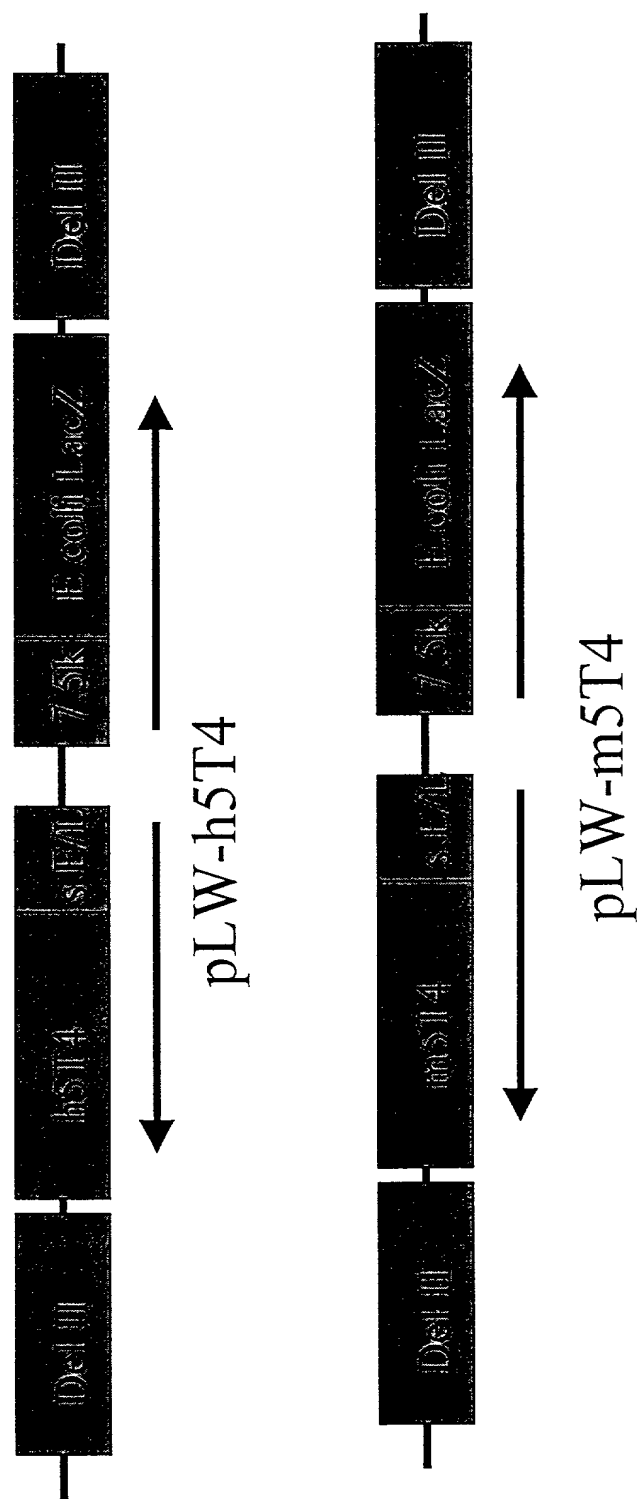 Del III
h5T4
s.E/L
7.5k
E.coli LacZ
Del III
pLW-h5T4
Del III
m5T4
s.E/L
7.5k
E.coli LacZ
Del III
pLW-m5T4